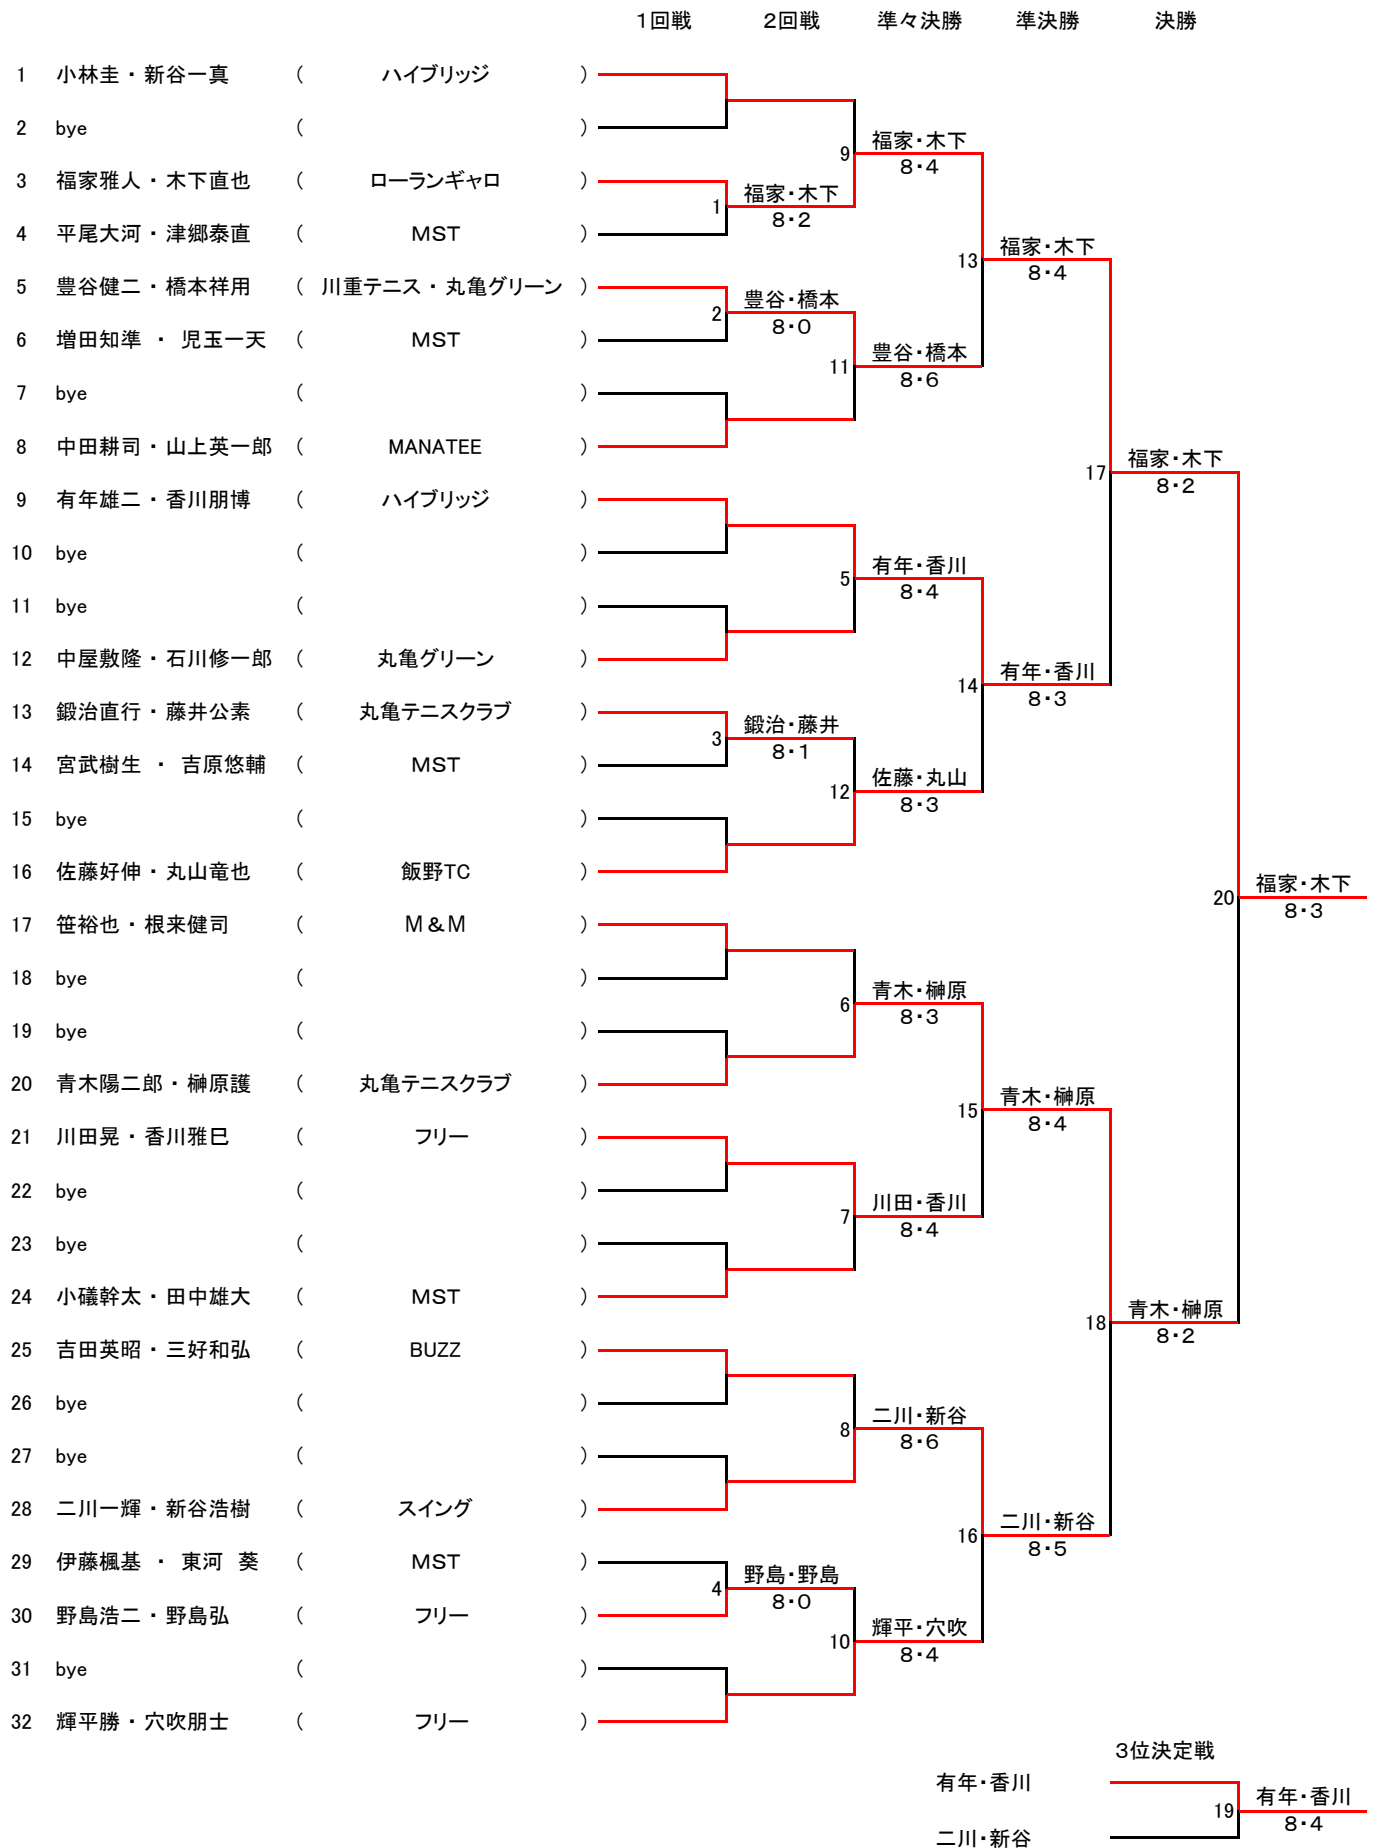 1回戦 2回戦 準々決勝 準決勝 決勝
1 小林圭・新谷一真 ( ハイブリッジ )
2 bye ( )
9 福家・木下
8・4
3 福家雅人・木下直也 ( ローランギャロ )
1 福家・木下
8・2
4 平尾大河・津郷泰直 ( MST )
13 福家・木下
8・4
5 豊谷健二・橋本祥用 ( 川重テニス・丸亀グリーン )
2 豊谷・橋本
8・0
6 増田知準 ・ 児玉一天 ( MST )
11 豊谷・橋本
8・6
7 bye ( )
8 中田耕司・山上英一郎 ( MANATEE )
17 福家・木下
8・2
9 有年雄二・香川朋博 ( ハイブリッジ )
10 bye ( )
5 有年・香川
8・4
11 bye ( )
12 中屋敷隆・石川修一郎 ( 丸亀グリーン )
14 有年・香川
8・3
13 鍛治直行・藤井公素 ( 丸亀テニスクラブ )
3 鍛治・藤井
8・1
14 宮武樹生 ・ 吉原悠輔 ( MST )
12 佐藤・丸山
8・3
15 bye ( )
16 佐藤好伸・丸山竜也 ( 飯野TC )
20 福家・木下
8・3
17 笹裕也・根来健司 ( M&M )
18 bye ( )
6 青木・榊原
8・3
19 bye ( )
20 青木陽二郎・榊原護 ( 丸亀テニスクラブ )
15 青木・榊原
8・4
21 川田晃・香川雅巳 ( フリー )
22 bye ( )
7 川田・香川
8・4
23 bye ( )
24 小礒幹太・田中雄大 ( MST )
18 青木・榊原
8・2
25 吉田英昭・三好和弘 ( BUZZ )
26 bye ( )
8 二川・新谷
8・6
27 bye ( )
28 二川一輝・新谷浩樹 ( スイング )
16 二川・新谷
8・5
29 伊藤楓基 ・ 東河 葵 ( MST )
4 野島・野島
8・0
30 野島浩二・野島弘 ( フリー )
10 輝平・穴吹
8・4
31 bye ( )
32 輝平勝・穴吹朋士 ( フリー )
3位決定戦
有年・香川
19 有年・香川
8・4
二川・新谷